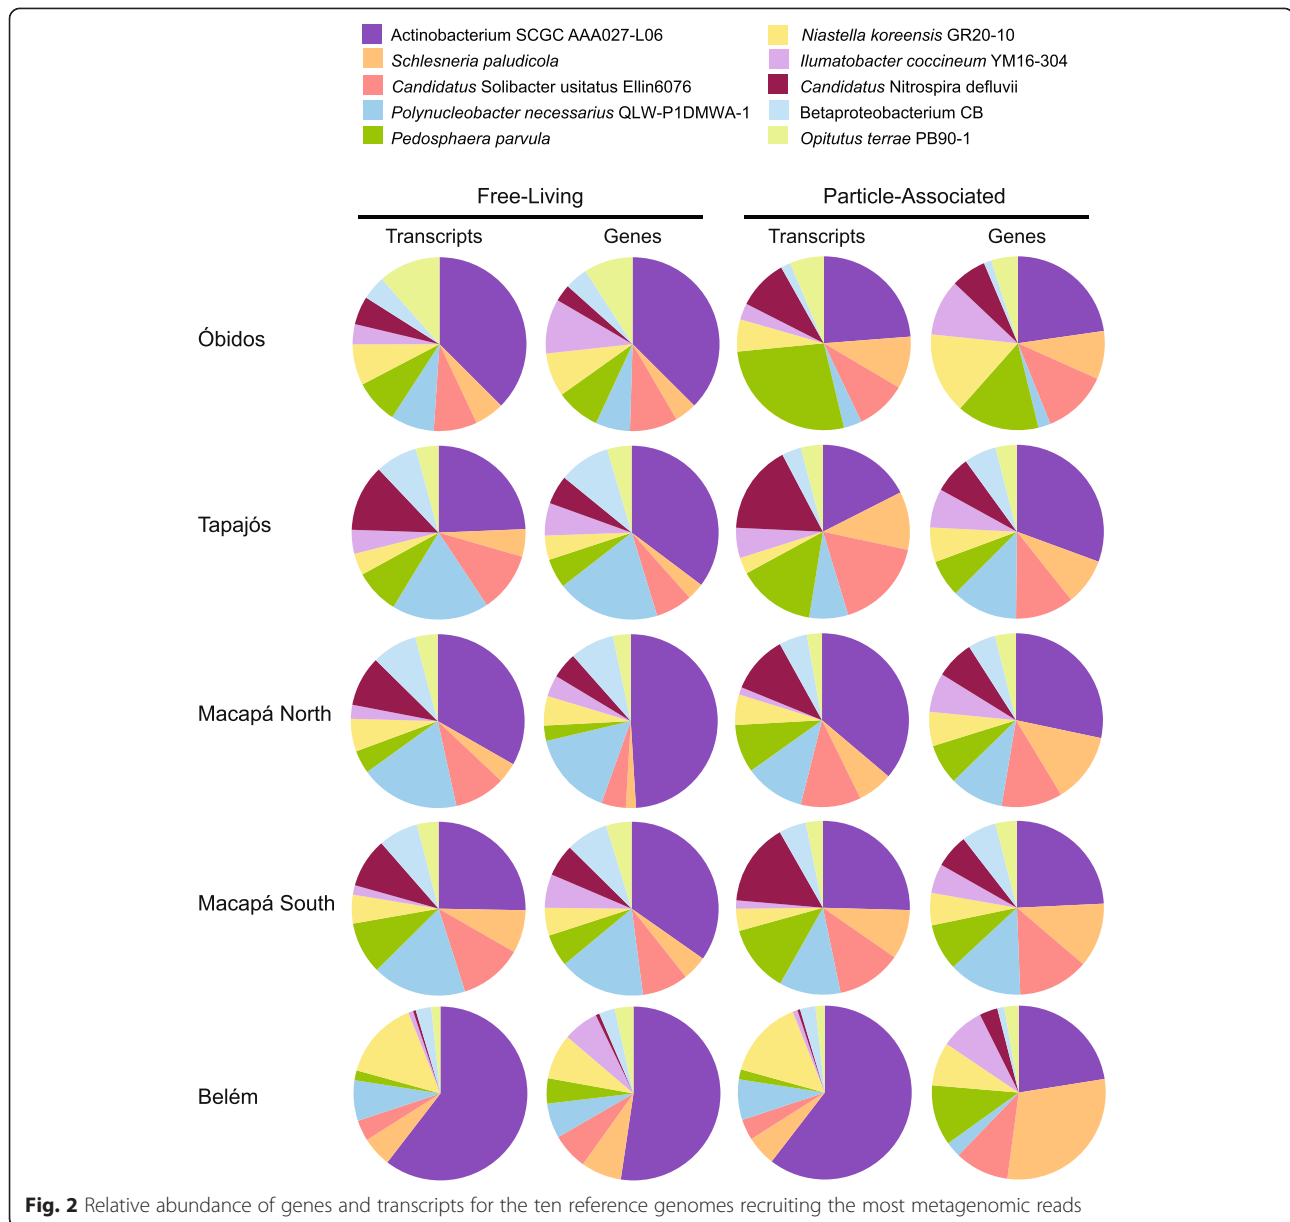 Actinobacterium SCGC AAA027-L06
Schlesneria paludicola
Candidatus Solibacter usitatus Ellin6076
Polynucleobacter necessarius QLW-P1DMWA-1
Pedosphaera parvula
Niastella koreensis GR20-10
Ilumatobacter coccineum YM16-304
Candidatus Nitrospira defluvii
Betaproteobacterium CB
Opitutus terrae PB90-1
Free-Living
Particle-Associated
Transcripts
Genes
Transcripts
Genes
Óbidos
Tapajós
Macapá North
Macapá South
Belém
Fig. 2 Relative abundance of genes and transcripts for the ten reference genomes recruiting the most metagenomic reads